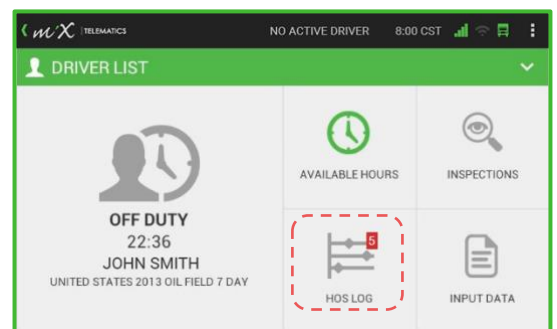 mix TELEMATICS NO ACTIVE DRIVER 8:00 CST
DRIVER LIST
AVAILABLE HOURS INSPECTIONS
OFF DUTY
22:36
JOHN SMITH
UNITED STATES 2013 OIL FIELD 7 DAY
5
HOS LOG INPUT DATA